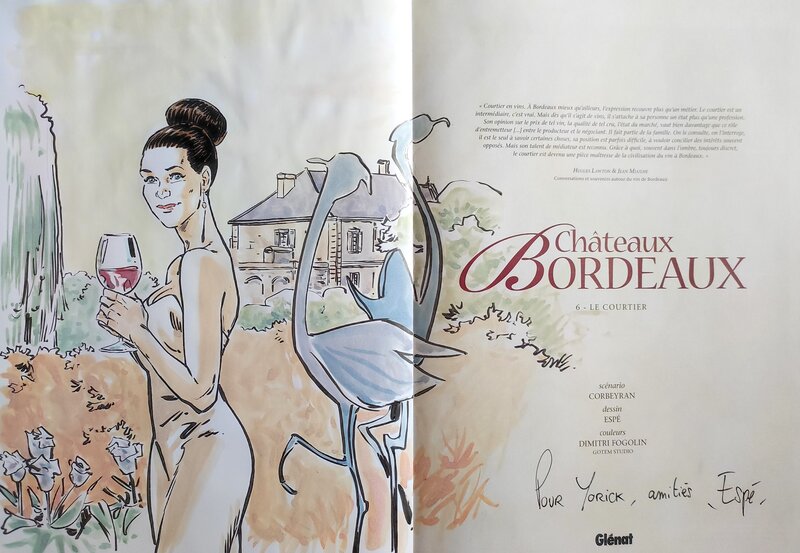 « Courtier en vins. À Bordeaux mieux qu'ailleurs, l'expression recouvre plus qu'un métier. Le courtier est un
intermédiaire, c'est vrai. Mais dès qu'il s'agit de vins, il s'attache à sa personne un état plus qu'une profession.
Son opinion sur le prix de tel vin, la qualité de tel cru, l'état du marché, vaut bien davantage que ce rôle
d'entremetteur [...] entre le producteur et le négociant. Il fait partie de la famille. On le consulte, on l'interroge,
il est le seul à savoir certaines choses; sa position est parfois difficile, à vouloir concilier des intérêts souvent
opposés. Mais son talent de médiateur est reconnu. Grâce à quoi, souvent dans l'ombre, toujours discret,
le courtier est devenu une pièce maîtresse de la civilisation du vin à Bordeaux. »
HUGUES LAWTON & JEAN MIAILHE
Conversations et souvenirs autour du vin de Bordeaux
Châteaux
BORDEAUX
6 - LE COURTIER
scénario
CORBEYRAN
dessin
ESPÉ
couleurs
DIMITRI FOGOLIN
GOTEM STUDIO
Pour Yorick, amitiés, Espé.
Glénat